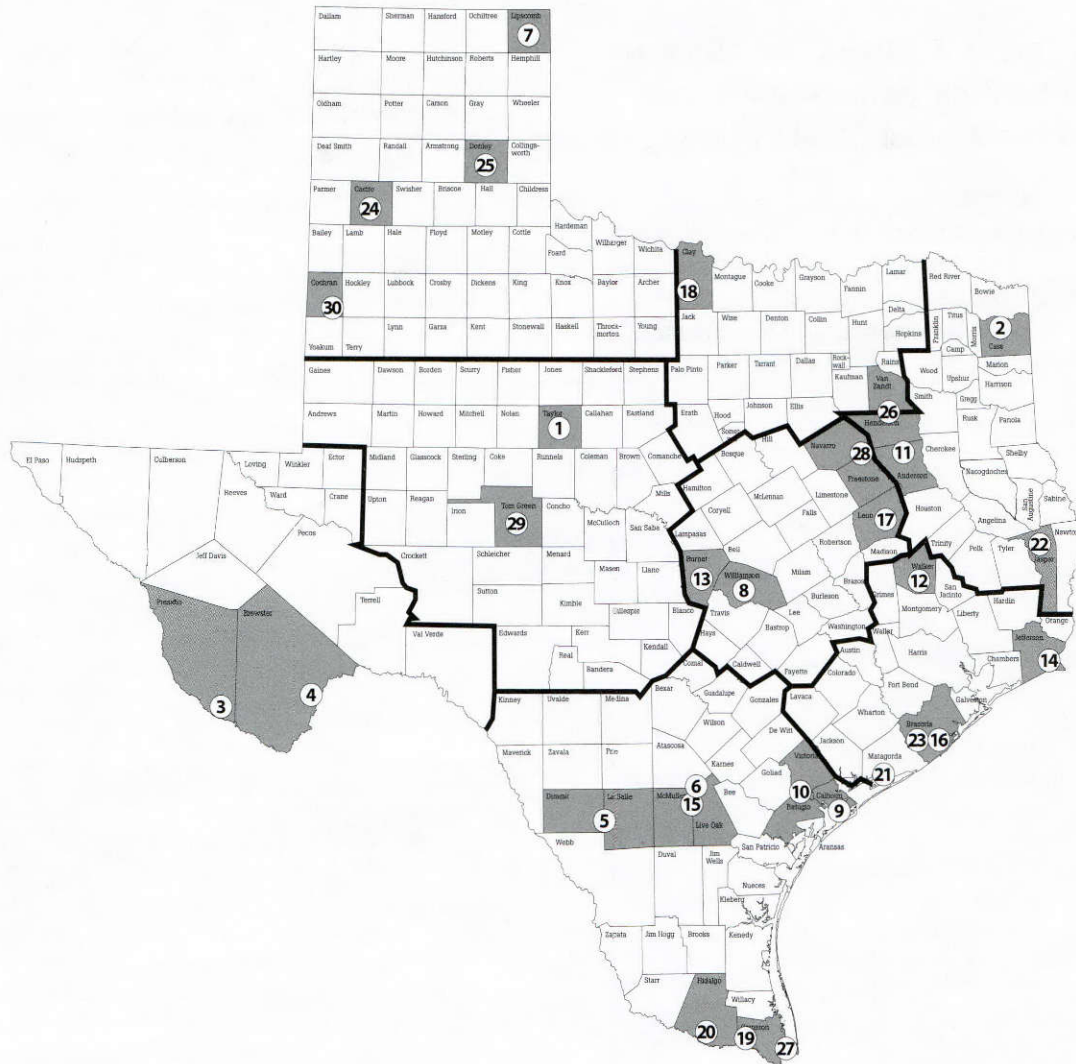 Dallam Sherman Hansford Ochiltree Lipscomb
7
Hartley Moore Hutchinson Roberts Hemphill
Oldham Potter Carson Gray Wheeler
Deaf Smith Randall Armstrong Donley Collings-
worth
25
Parmer Castro Swisher Briscoe Hall Childress
24
Hardeman
Bailey Lamb Hale Floyd Motley Cottle
Foard Wilbarger Wichita Clay
Montague Cooke Grayson Fannin Lamar Red River Bowie
Cochran Hockley Lubbock Crosby Dickens King Knox Baylor Archer
30 18 2
Delta Franklin Titus Morris Cass
Lynn Garza Kent Stonewall Haskell Throck-
morton Young
Jack Wise Denton Collin Hunt Hopkins
Camp Marion
Yoakum Terry
Rains Wood Upshur Harrison
Gaines Dawson Borden Scurry Fisher Jones Shackleford Stephens Palo Pinto Parker Tarrant Dallas Rock-
wall
Kaufman Van
Zandt Smith Gregg
26
Andrews Martin Howard Mitchell Nolan Taylor Callahan Eastland Erath Hood Johnson Ellis
1
Henderson Rusk Panola
Hill Navarro
28 11
Bosque Cherokee Shelby
El Paso Hudspeth Culberson
Loving Winkler Ector Midland Glasscock Sterling Coke Runnels Coleman Brown Comanche
Reeves Ward Crane Upton Reagan Irion Tom Green Concho
29
Mills Hamilton McLennan Limestone Freestone Anderson Nacogdoches
San
Augustine Sabine
McCulloch San Saba Coryell Falls Leon Houston Angelina
17
Pecos Lampasas Bell Robertson Madison Trinity Polk Tyler Jasper Newton
22
Jeff Davis Crockett Schleicher Menard
Mason Llano Burnet Williamson Milam Brazos Grimes Walker San
Jacinto
13 8 12
Presidio Brewster Terrell Sutton Kimble Gillespie Blanco Travis Lee Burleson Montgomery Liberty Hardin
Orange
Val Verde Edwards Kerr Kendall Hays Bastrop Washington Waller Harris Jefferson
14
Real Bandera Comal Caldwell Fayette Austin Chambers
3 4
Colorado Fort Bend Galveston
Kinney Uvalde Medina Bexar Guadalupe Gonzales Lavaca
Wharton Brazoria
23 16
Wilson De Witt Jackson Matagorda
21
Maverick Zavala Frio Atascosa Karnes Victoria
Goliad
6 10
Dimmit La Salle McMullen Bee Calhoun
5 15 9
Live Oak Refugio
Webb Duval Jim
Wells San Patricio Aransas
Nueces
Kleberg
Zapata Jim Hogg Brooks Kenedy
Starr Hidalgo Willacy
Cameron
20 19 27